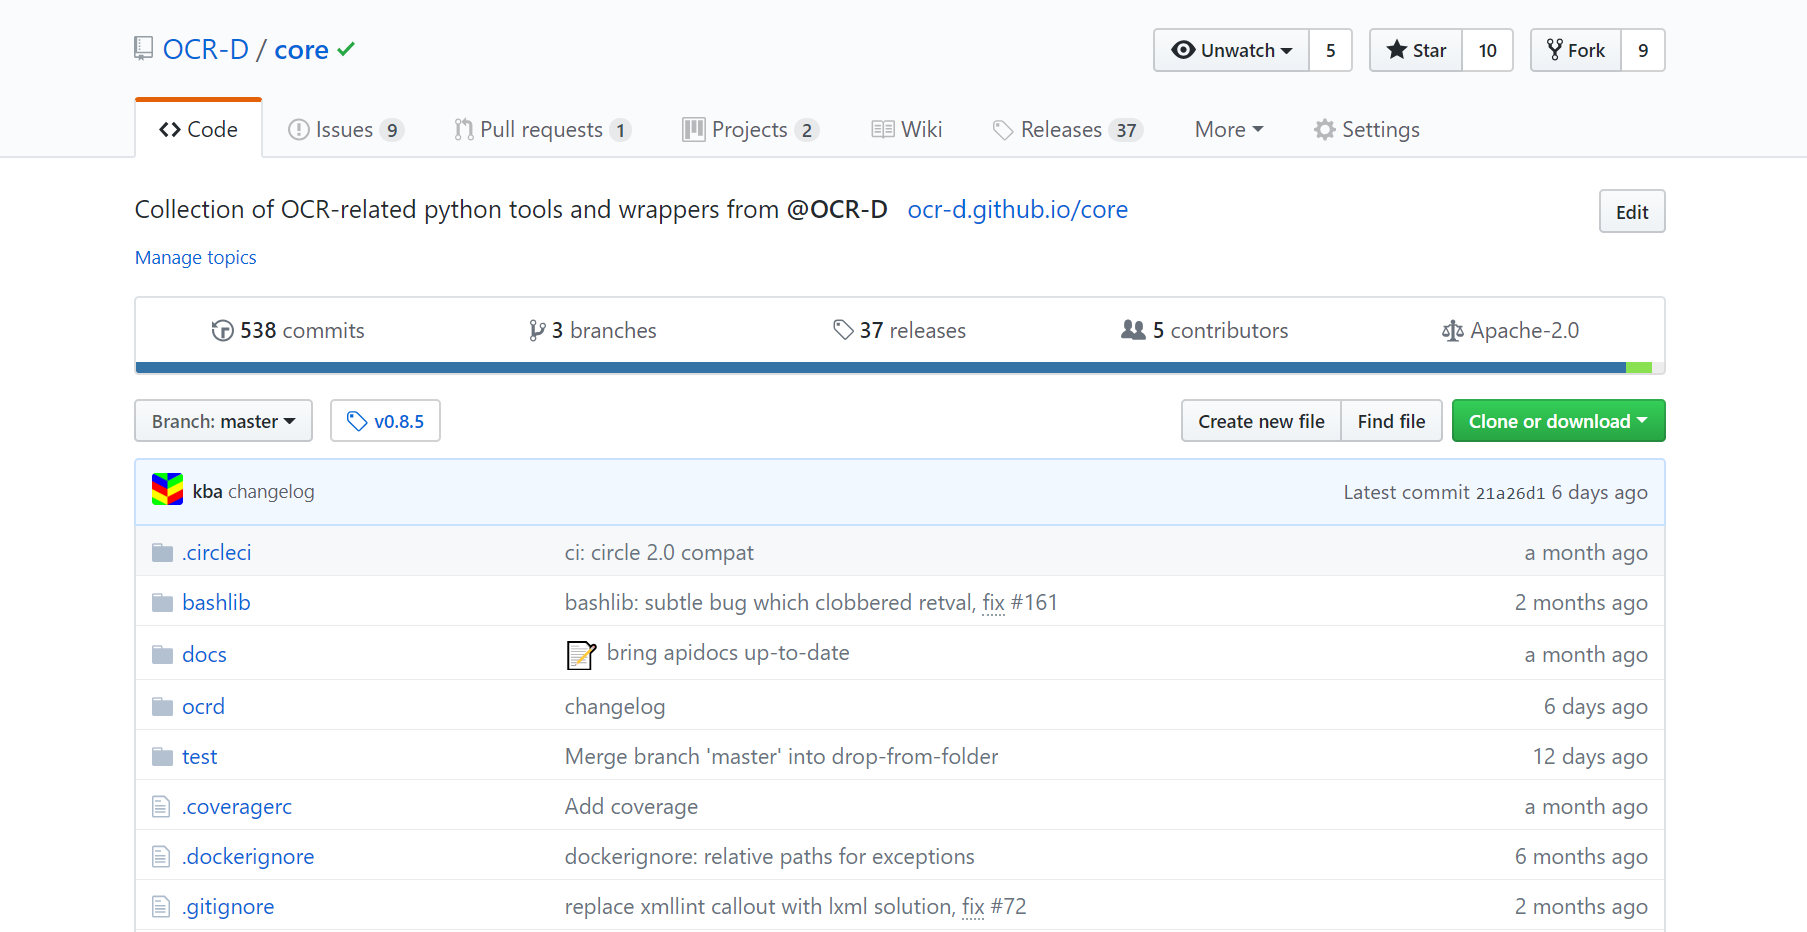 OCR-D / core
Unwatch 5 Star 10 Fork 9
Code Issues 9 Pull requests 1 Projects 2 Wiki Releases 37 More Settings
Collection of OCR-related python tools and wrappers from @OCR-D ocr-d.github.io/core
Edit
Manage topics
538 commits 3 branches 37 releases 5 contributors Apache-2.0
Branch: master v0.8.5 Create new file Find file Clone or download
kba changelog Latest commit 21a26d1 6 days ago
.circleci ci: circle 2.0 compat a month ago
bashlib bashlib: subtle bug which clobbered retval, fix #161 2 months ago
docs bring apidocs up-to-date a month ago
ocrd changelog 6 days ago
test Merge branch 'master' into drop-from-folder 12 days ago
.coveragerc Add coverage a month ago
.dockerignore dockerignore: relative paths for exceptions 6 months ago
.gitignore replace xmllint callout with lxml solution, fix #72 2 months ago